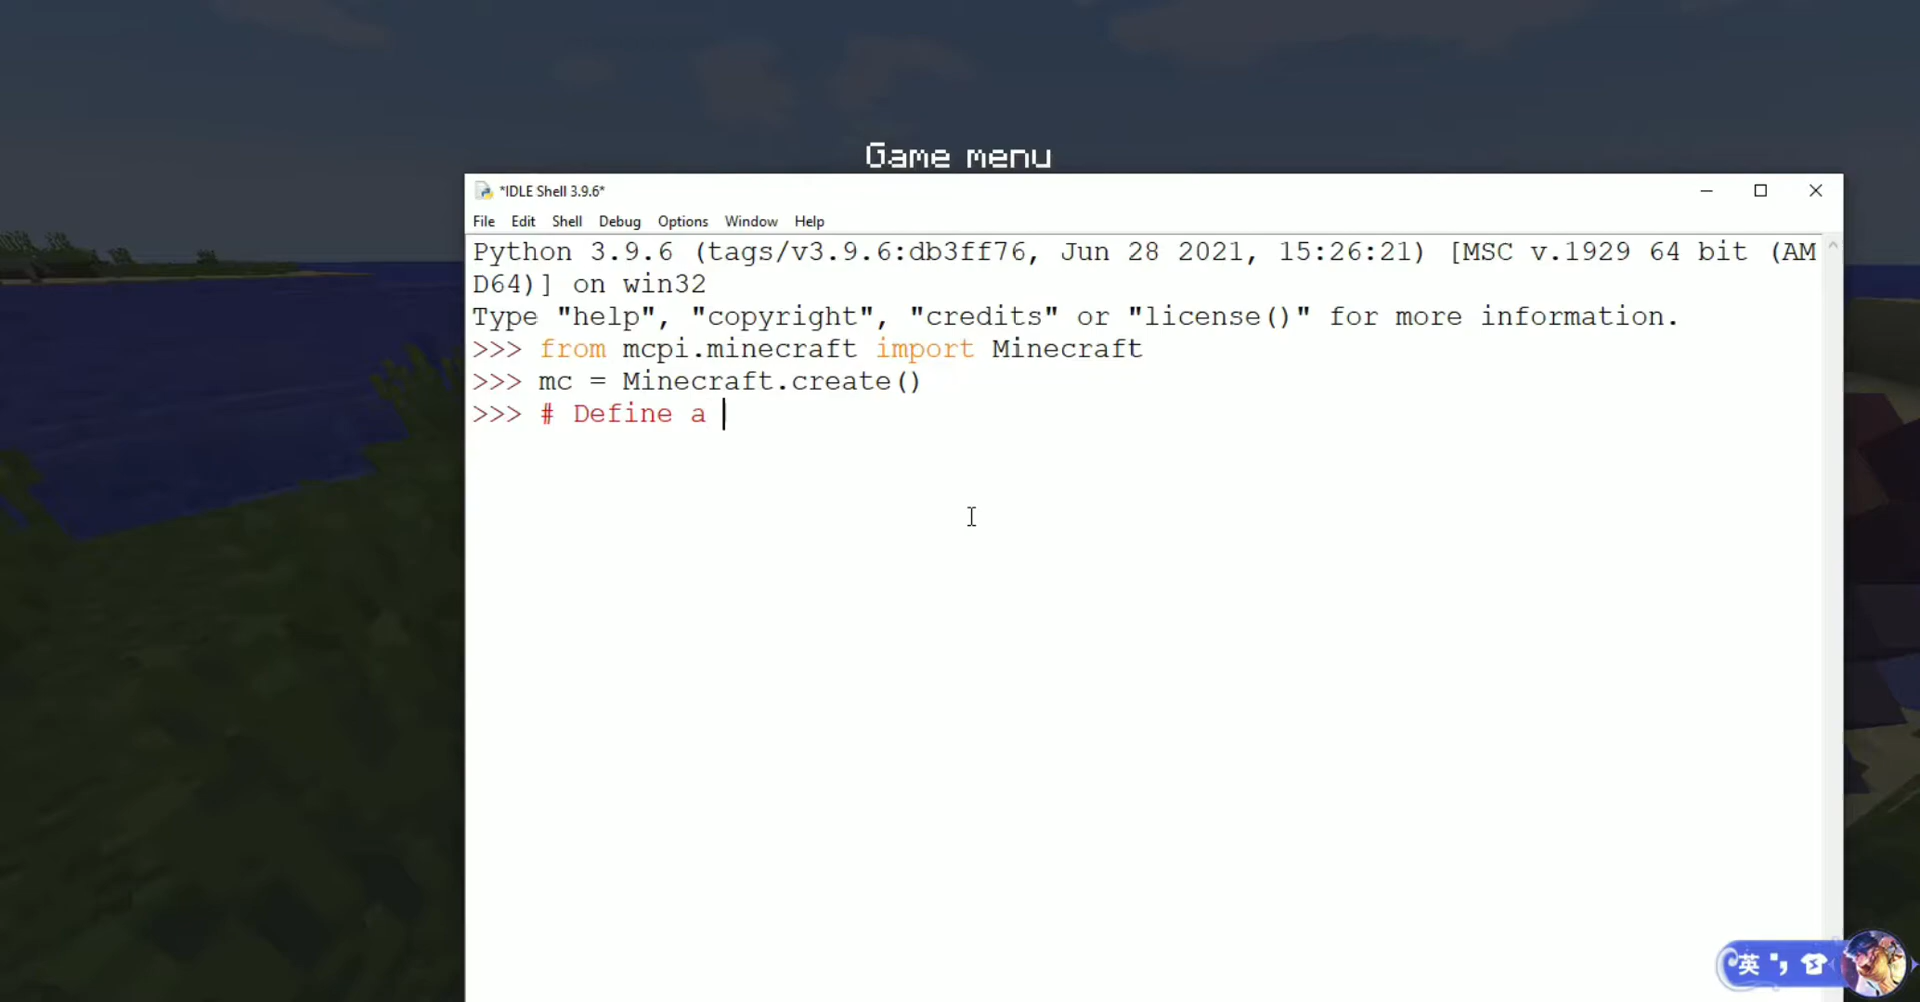 Game menu
*IDLE Shell 3.9.6*
File Edit Shell Debug Options Window Help
Python 3.9.6 (tags/v3.9.6:db3ff76, Jun 28 2021, 15:26:21) [MSC v.1929 64 bit (AM
D64)] on win32
Type "help", "copyright", "credits" or "license()" for more information.
>>> from mcpi.minecraft import Minecraft
>>> mc = Minecraft.create()
>>> # Define a
英